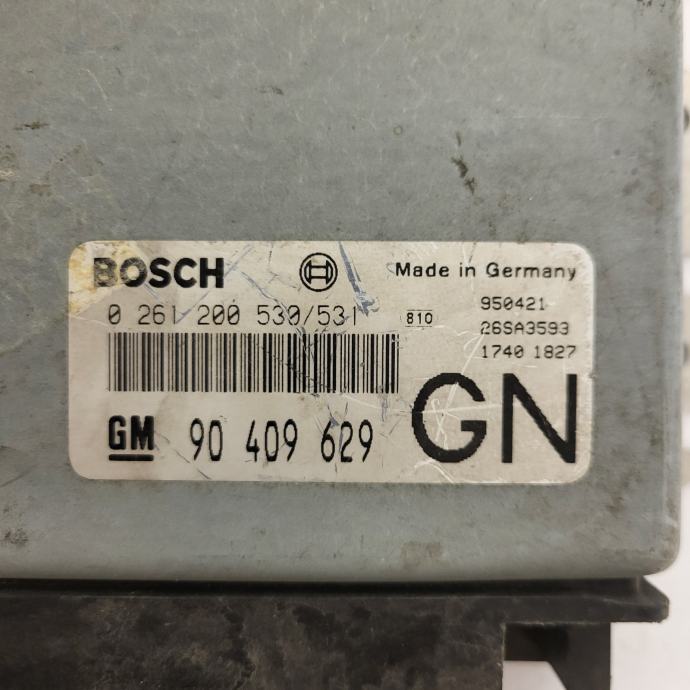 BOSCH Made in Germany
0 261 200 530/531 810 950421
26SA3593
1740 1827
GM 90 409 629 GN